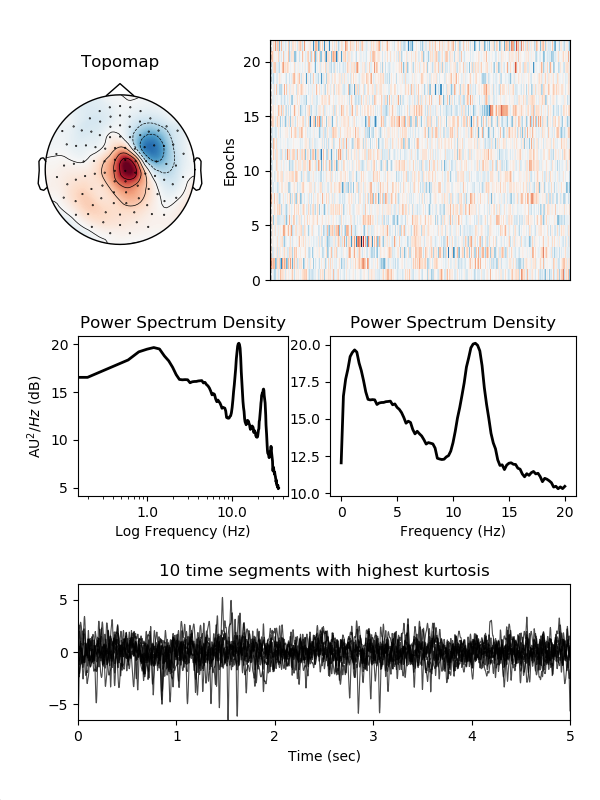 Topomap
Epochs
20
15
10
5
0
Power Spectrum Density
AU²/Hz (dB)
20
15
10
5
1.0 10.0
Log Frequency (Hz)
Power Spectrum Density
20.0
17.5
15.0
12.5
10.0
0 5 10 15 20
Frequency (Hz)
10 time segments with highest kurtosis
5
0
−5
0 1 2 3 4 5
Time (sec)